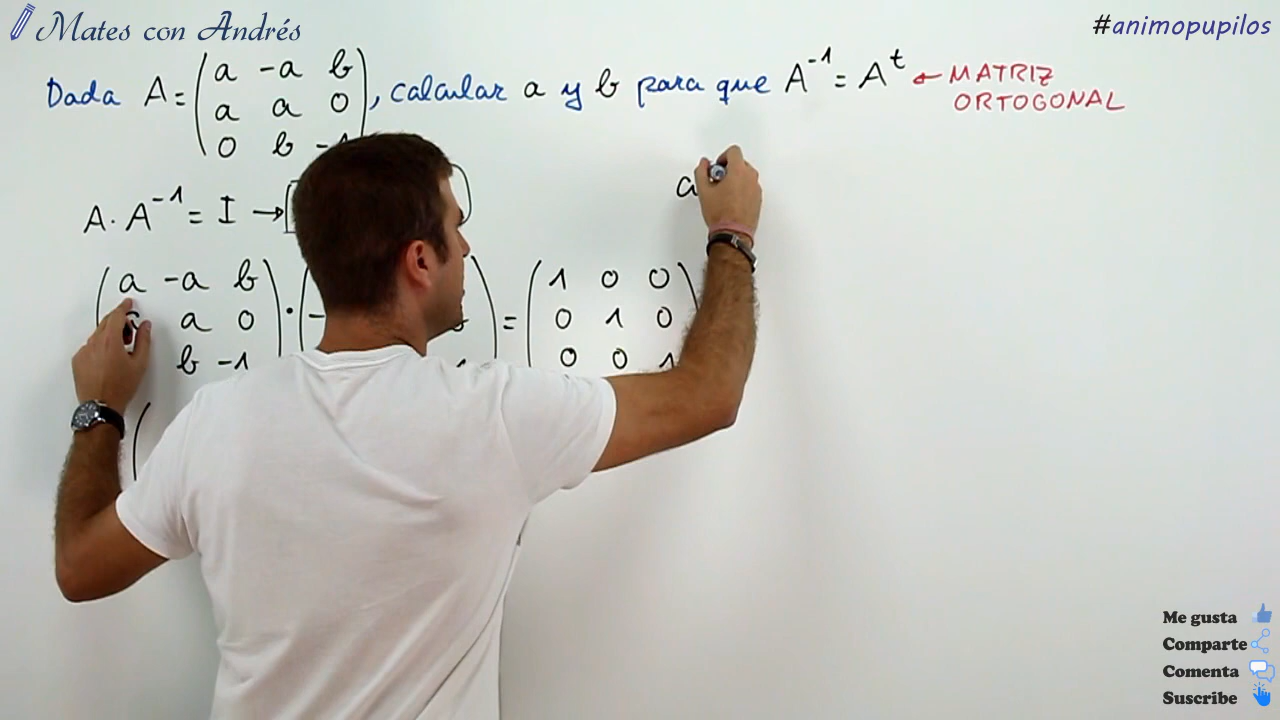 Mates con Andrés
#animopupilos
Dada A = ( a -a b ), calcular a y b para que A⁻¹ = Aᵗ ← MATRIZ
a a 0
ORTOGONAL
0 b -1
a
A · A⁻¹ = I →
( a -a b ) · ( - ) = ( 1 0 0 )
a 0 0 1 0
b -1 0 0 1
(
Me gusta
Comparte
Comenta
Suscribe